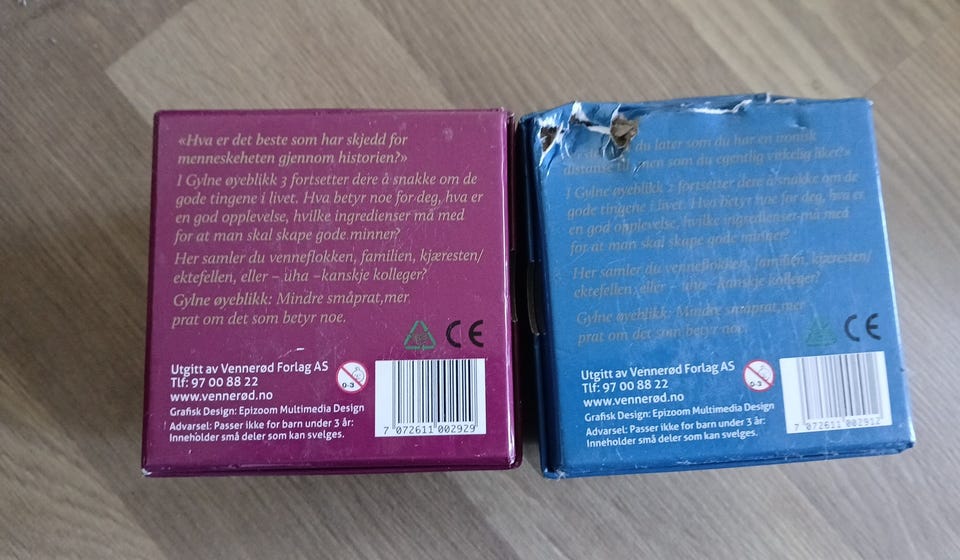 «Hva er det beste som har skjedd for
menneskeheten gjennom historien?»
I Gylne øyeblikk 3 fortsetter dere å snakke om de
gode tingene i livet. Hva betyr noe for deg, hva er
en god opplevelse, hvilke ingredienser må med
for at man skal skape gode minner?
Her samler du venneflokken, familien, kjæresten/
ektefellen, eller – uha –kanskje kolleger?
Gylne øyeblikk: Mindre småprat,mer
prat om det som betyr noe.
Utgitt av Vennerød Forlag AS
Tlf: 97 00 88 22
www.vennerød.no
Grafisk Design: Epizoom Multimedia Design
Advarsel: Passer ikke for barn under 3 år:
Inneholder små deler som kan svelges.
0-3
CE
7 072611 002929
du later som du har en ironisk
distanse til, men som du egentlig virkelig liker?»
I Gylne øyeblikk 2 fortsetter dere å snakke om de
gode tingene i livet. Hva betyr noe for deg, hva er
en god opplevelse, hvilke ingredienser må med
for at man skal skape gode minner?
Her samler du venneflokken, familien, kjæresten/
ektefellen, eller – uha –kanskje kolleger?
Gylne øyeblikk: Mindre småprat,mer
prat om det som betyr noe.
Utgitt av Vennerød Forlag AS
Tlf: 97 00 88 22
www.vennerød.no
Grafisk Design: Epizoom Multimedia Design
Advarsel: Passer ikke for barn under 3 år:
Inneholder små deler som kan svelges.
0-3
CE
7 072611 002912